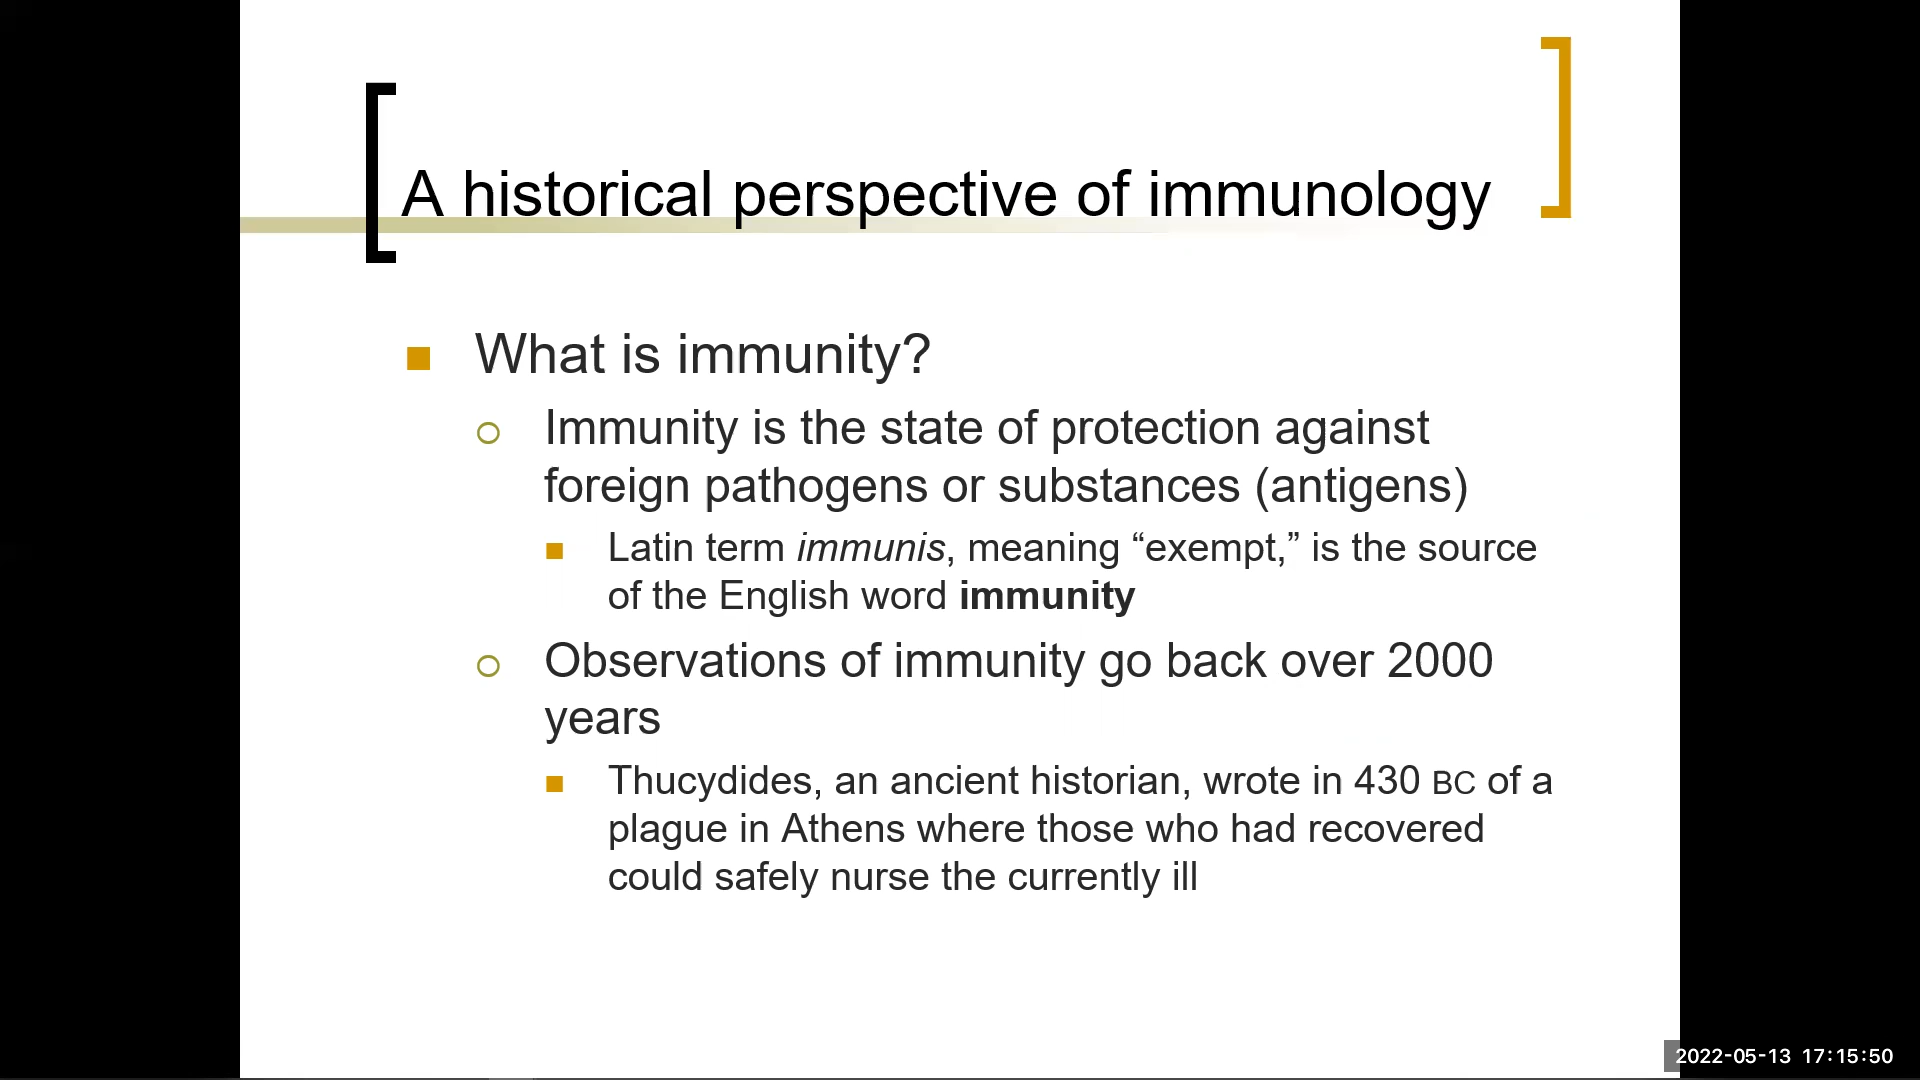 A historical perspective of immunology
What is immunity?
Immunity is the state of protection against
foreign pathogens or substances (antigens)
Latin term immunis, meaning “exempt,” is the source
of the English word immunity
Observations of immunity go back over 2000
years
Thucydides, an ancient historian, wrote in 430 BC of a
plague in Athens where those who had recovered
could safely nurse the currently ill
2022-05-13 17:15:50